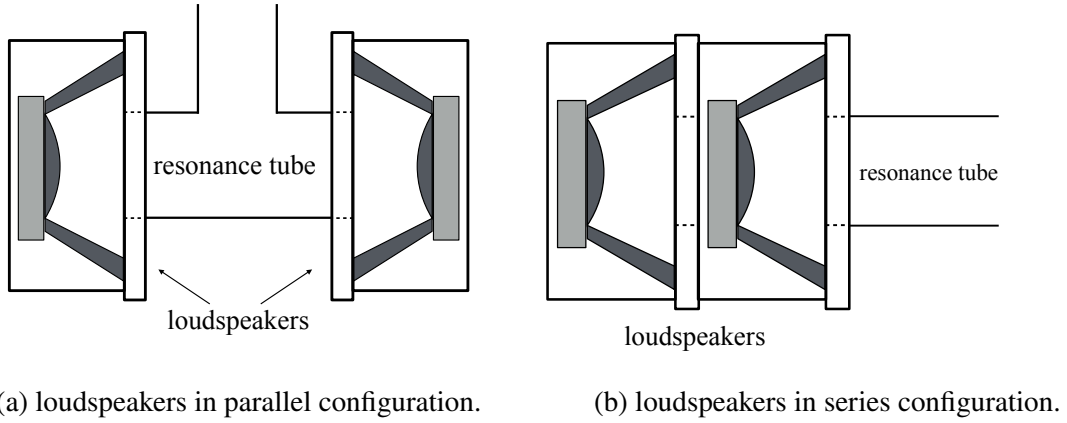 resonance tube
loudspeakers
resonance tube
loudspeakers
(a) loudspeakers in parallel configuration.
(b) loudspeakers in series configuration.